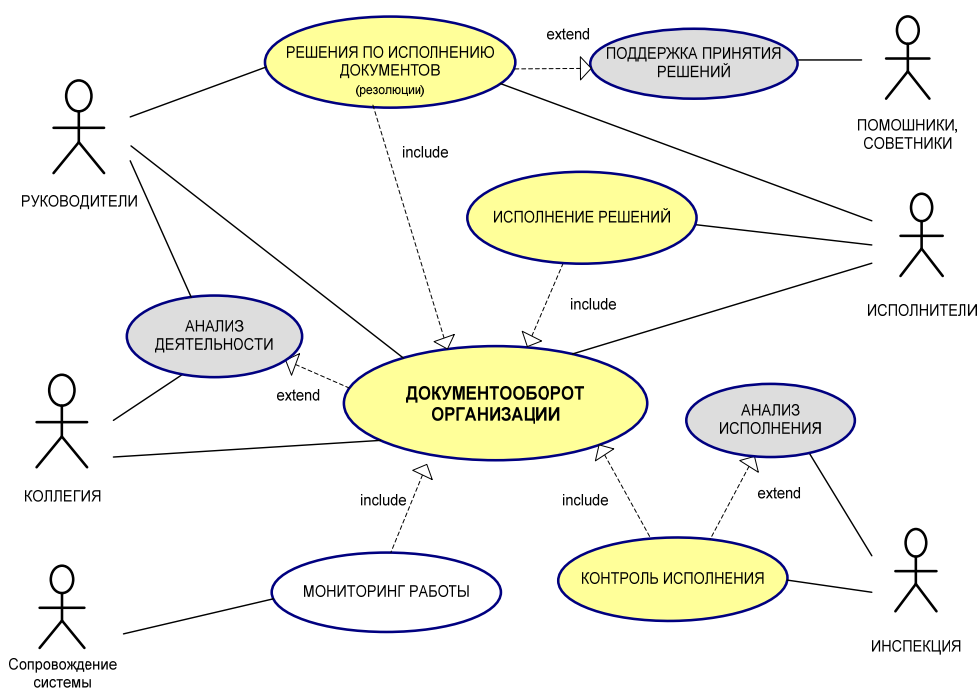 РЕШЕНИЯ ПО ИСПОЛНЕНИЮ
ДОКУМЕНТОВ
(резолюции)
extend
ПОДДЕРЖКА ПРИНЯТИЯ
РЕШЕНИЙ
ПОМОШНИКИ,
СОВЕТНИКИ
РУКОВОДИТЕЛИ
include
ИСПОЛНЕНИЕ РЕШЕНИЙ
ИСПОЛНИТЕЛИ
include
АНАЛИЗ
ДЕЯТЕЛЬНОСТИ
extend
ДОКУМЕНТООБОРОТ
ОРГАНИЗАЦИИ
АНАЛИЗ
ИСПОЛНЕНИЯ
КОЛЛЕГИЯ
include
include
extend
МОНИТОРИНГ РАБОТЫ
КОНТРОЛЬ ИСПОЛНЕНИЯ
ИНСПЕКЦИЯ
Сопровождение
системы